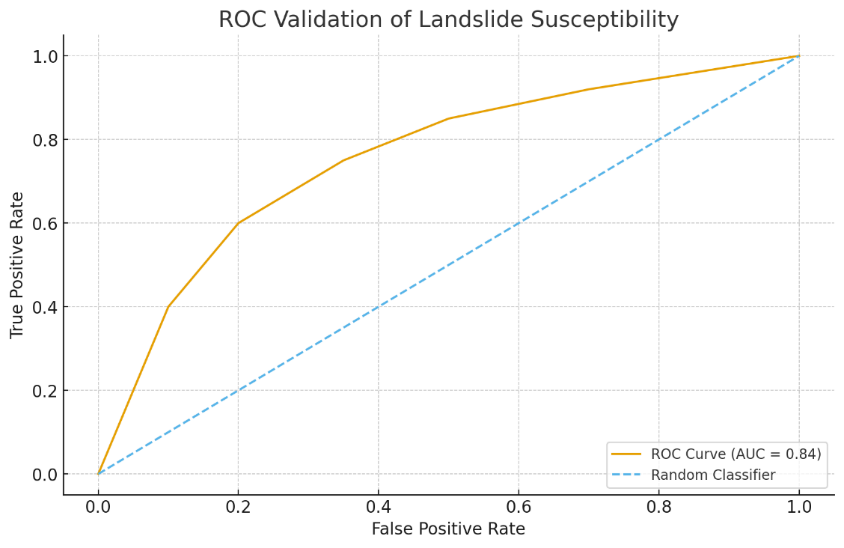 ROC Validation of Landslide Susceptibility
True Positive Rate
1.0
0.8
0.6
0.4
0.2
0.0
0.0 0.2 0.4 0.6 0.8 1.0
False Positive Rate
ROC Curve (AUC = 0.84)
Random Classifier